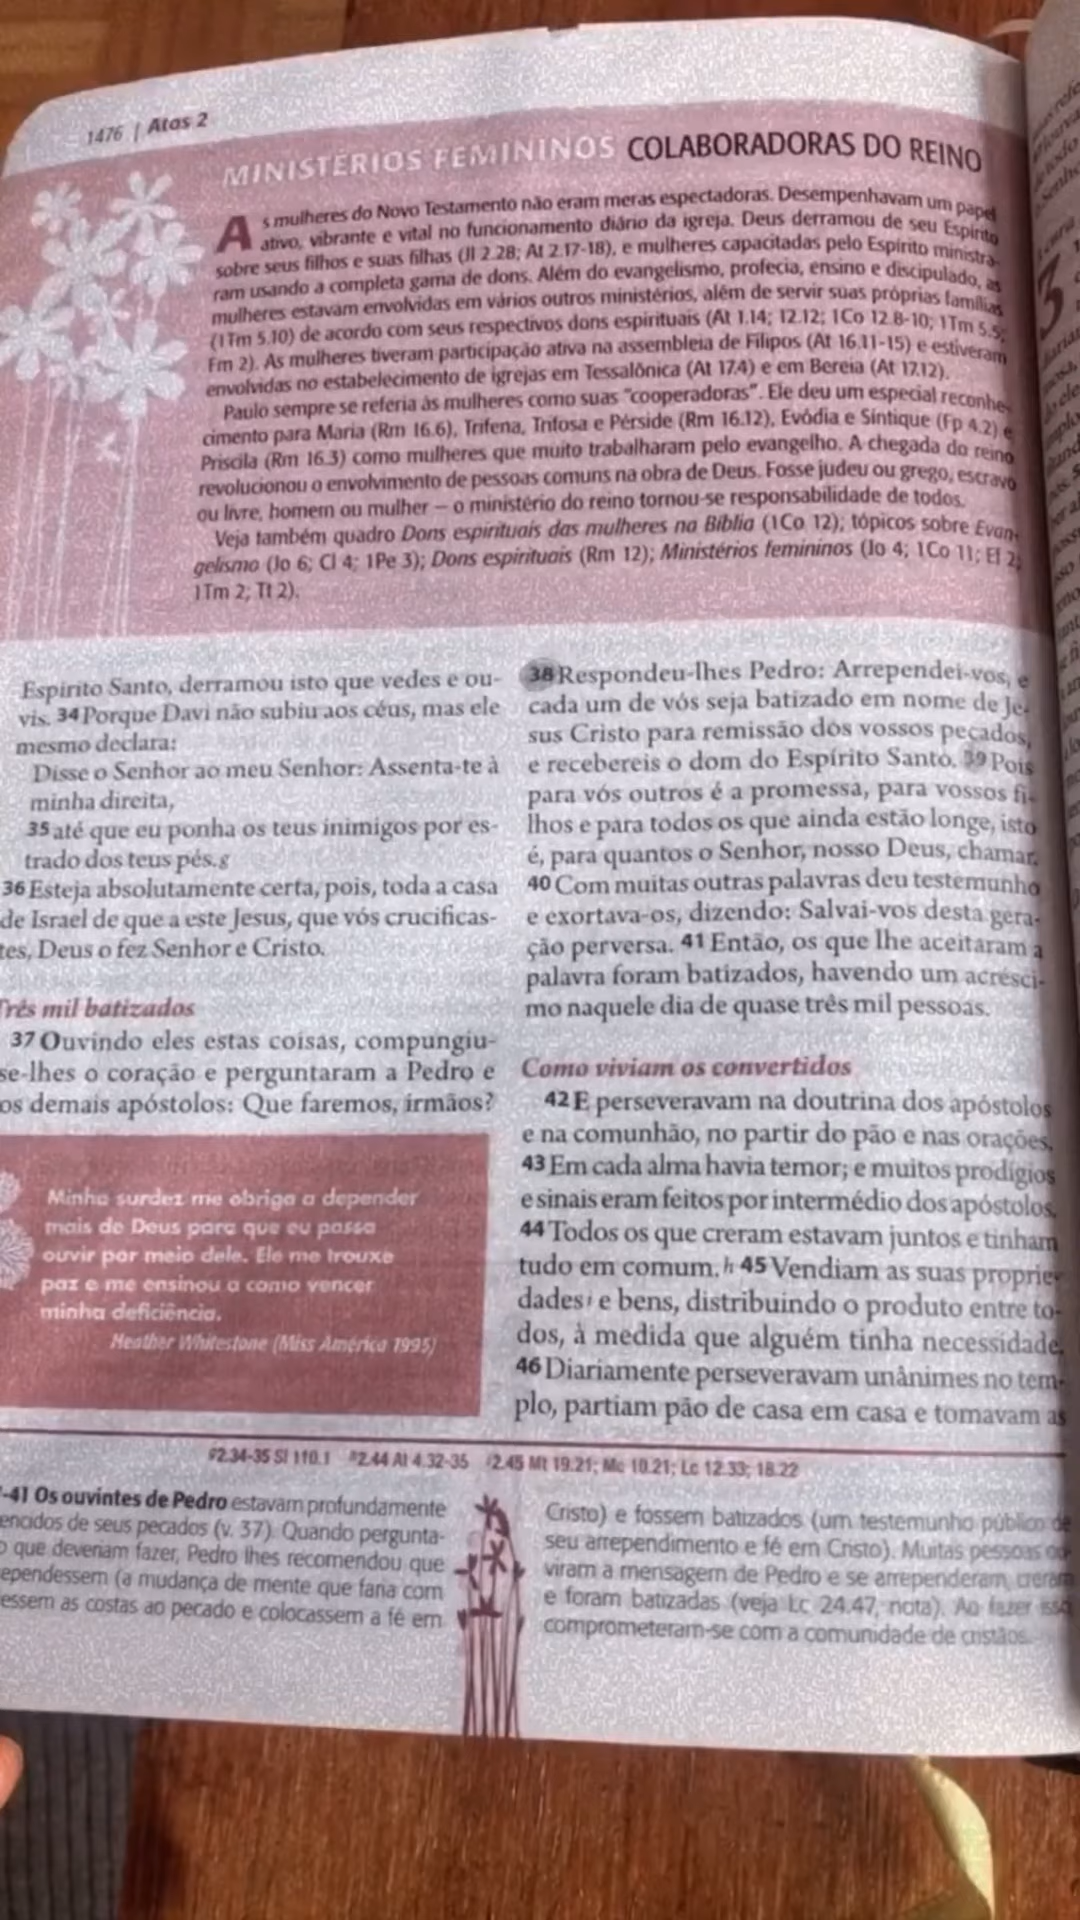 1476 | Atos 2
MINISTÉRIOS FEMININOS COLABORADORAS DO REINO
As mulheres do Novo Testamento não eram meras espectadoras. Desempenhavam um papel
ativo, vibrante e vital no funcionamento diário da igreja. Deus derramou de seu Espírito
sobre seus filhos e suas filhas (Jl 2.28; At 2.17-18), e mulheres capacitadas pelo Espírito ministra-
ram usando a completa gama de dons. Além do evangelismo, profecia, ensino e discipulado, as
mulheres estavam envolvidas em vários outros ministérios, além de servir suas próprias famílias
(1Tm 5.10) de acordo com seus respectivos dons espirituais (At 1.14; 12.12; 1Co 12.8-10; 1Tm 5.5;
Fm 2). As mulheres tiveram participação ativa na assembleia de Filipos (At 16.11-15) e estiveram
envolvidas no estabelecimento de igrejas em Tessalônica (At 17.4) e em Bereia (At 17.12).
Paulo sempre se referia às mulheres como suas "cooperadoras". Ele deu um especial reconhe-
cimento para Maria (Rm 16.6), Trifena, Trifosa e Pérside (Rm 16.12), Evódia e Síntique (Fp 4.2) e
Priscila (Rm 16.3) como mulheres que muito trabalharam pelo evangelho. A chegada do reino
revolucionou o envolvimento de pessoas comuns na obra de Deus. Fosse judeu ou grego, escravo
ou livre, homem ou mulher — o ministério do reino tornou-se responsabilidade de todos.
Veja também quadro Dons espirituais das mulheres na Bíblia (1Co 12); tópicos sobre Evan-
gelismo (Jo 6; Cl 4; 1Pe 3); Dons espirituais (Rm 12); Ministérios femininos (Jo 4; 1Co 11; Ef 2;
1Tm 2; Tt 2).
Espírito Santo, derramou isto que vedes e ou-
vis. 34 Porque Davi não subiu aos céus, mas ele
mesmo declara:
Disse o Senhor ao meu Senhor: Assenta-te à
minha direita,
35 até que eu ponha os teus inimigos por es-
trado dos teus pés.g
36 Esteja absolutamente certa, pois, toda a casa
de Israel de que a este Jesus, que vós crucificas-
tes, Deus o fez Senhor e Cristo.
Três mil batizados
37 Ouvindo eles estas coisas, compungiu-
se-lhes o coração e perguntaram a Pedro e
os demais apóstolos: Que faremos, irmãos?
Minha surdez me obriga a depender
mais de Deus para que eu possa
ouvir por meio dele. Ele me trouxe
paz e me ensinou a como vencer
minha deficiência.
Heather Whitestone (Miss América 1995)
38 Respondeu-lhes Pedro: Arrependei-vos, e
cada um de vós seja batizado em nome de Je-
sus Cristo para remissão dos vossos pecados,
e recebereis o dom do Espírito Santo. 39 Pois
para vós outros é a promessa, para vossos fi-
lhos e para todos os que ainda estão longe, isto
é, para quantos o Senhor, nosso Deus, chamar.
40 Com muitas outras palavras deu testemunho
e exortava-os, dizendo: Salvai-vos desta gera-
ção perversa. 41 Então, os que lhe aceitaram a
palavra foram batizados, havendo um acrésci-
mo naquele dia de quase três mil pessoas.
Como viviam os convertidos
42 E perseveravam na doutrina dos apóstolos
e na comunhão, no partir do pão e nas orações.
43 Em cada alma havia temor; e muitos prodígios
e sinais eram feitos por intermédio dos apóstolos.
44 Todos os que creram estavam juntos e tinham
tudo em comum.h 45 Vendiam as suas proprie-
dades i e bens, distribuindo o produto entre to-
dos, à medida que alguém tinha necessidade.
46 Diariamente perseveravam unânimes no tem-
plo, partiam pão de casa em casa e tomavam as
g2.34-35 Sl 110.1 h2.44 At 4.32-35 i2.45 Mt 19.21; Mc 10.21; Lc 12.33; 18.22
-41 Os ouvintes de Pedro estavam profundamente
encidos de seus pecados (v. 37). Quando pergunta-
o que deveriam fazer, Pedro lhes recomendou que
ependessem (a mudança de mente que faria com
essem as costas ao pecado e colocassem a fé em
Cristo) e fossem batizados (um testemunho público de
seu arrependimento e fé em Cristo). Muitas pessoas ou-
viram a mensagem de Pedro e se arrependeram, creram
e foram batizadas (veja Lc 24.47, nota). Ao fazer isso
comprometeram-se com a comunidade de cristãos.